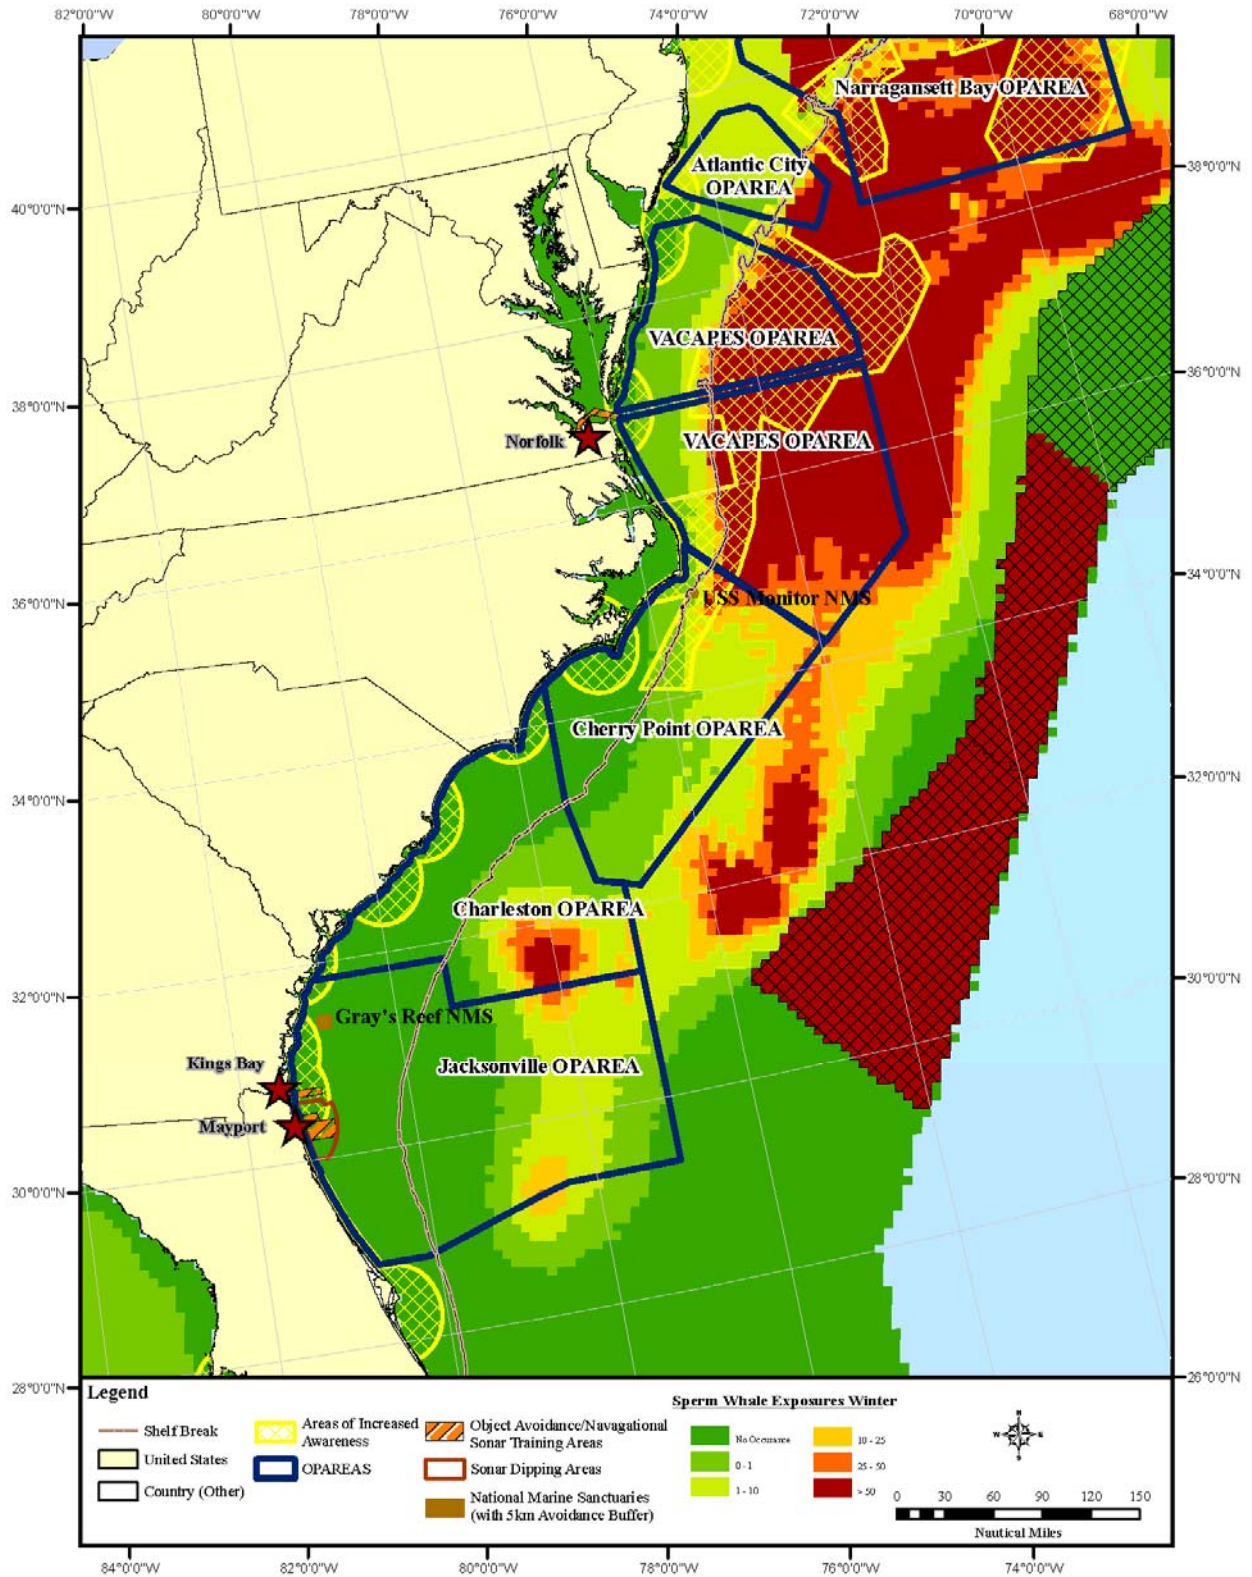 82°0'0"W
80°0'0"W
78°0'0"W
76°0'0"W
74°0'0"W
72°0'0"W
70°0'0"W
68°0'0"W
Narragansett Bay OPAREA
Atlantic City
OPAREA
38°0'0"N
40°0'0"N
VACAPES OPAREA
36°0'0"N
38°0'0"N
Norfolk
VACAPES OPAREA
34°0'0"N
36°0'0"N
USS Monitor NMS
Cherry Point OPAREA
32°0'0"N
34°0'0"N
Charleston OPAREA
30°0'0"N
32°0'0"N
Gray's Reef NMS
Kings Bay
Jacksonville OPAREA
Mayport
28°0'0"N
30°0'0"N
26°0'0"N
28°0'0"N
Legend
Shelf Break
United States
Country (Other)
Areas of Increased
Awareness
OPAREAS
Object Avoidance/Navagational
Sonar Training Areas
Sonar Dipping Areas
National Marine Sanctuaries
(with 5km Avoidance Buffer)
Sperm Whale Exposures Winter
No Occurance
0 - 1
1 - 10
10 - 25
25 - 50
> 50
N
W
E
S
0 30 60 90 120 150
Nautical Miles
84°0'0"W
82°0'0"W
80°0'0"W
78°0'0"W
76°0'0"W
74°0'0"W